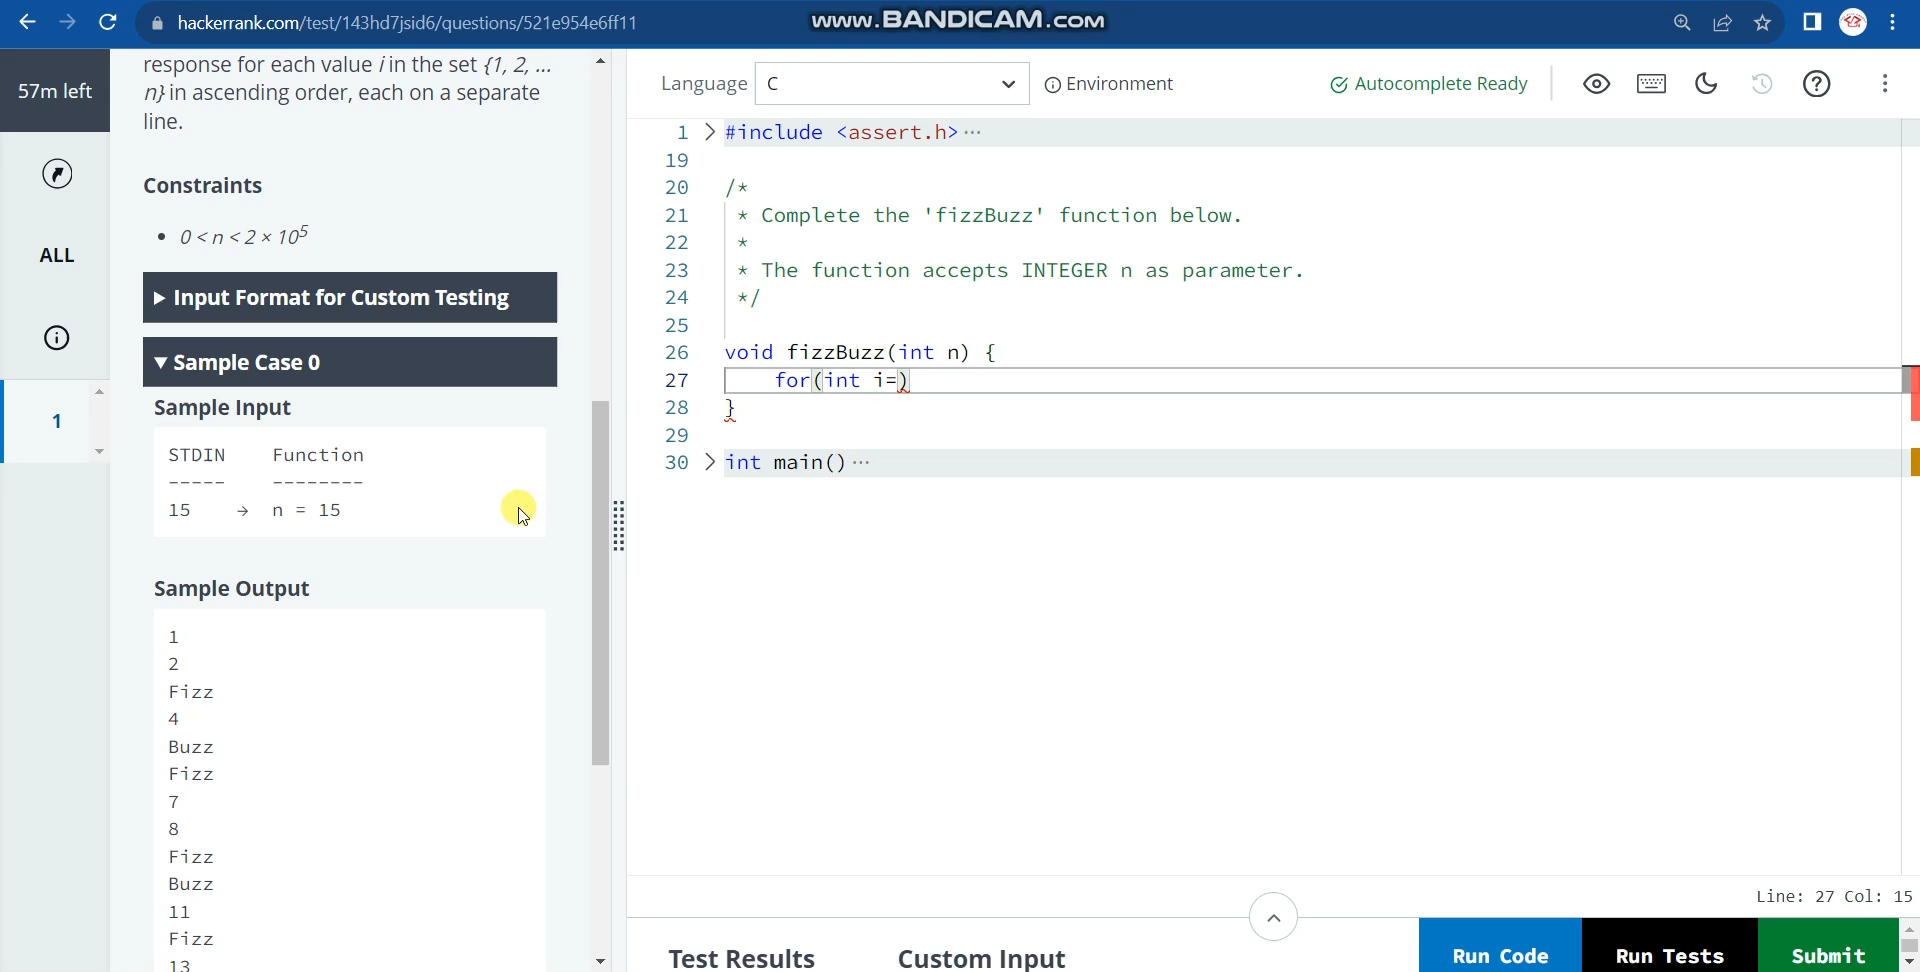 hackerrank.com/test/143hd7jsid6/questions/521e954e6ff11
www.BANDICAM.com
57m left
ALL
1
response for each value i in the set {1, 2, ...
n} in ascending order, each on a separate
line.
Constraints
• 0 < n < 2 × 10^5
▶ Input Format for Custom Testing
▼ Sample Case 0
Sample Input
STDIN Function
----- --------
15 → n = 15
Sample Output
1
2
Fizz
4
Buzz
Fizz
7
8
Fizz
Buzz
11
Fizz
13
Language C Environment Autocomplete Ready
1 #include <assert.h>···
19
20 /*
21 * Complete the 'fizzBuzz' function below.
22 *
23 * The function accepts INTEGER n as parameter.
24 */
25
26 void fizzBuzz(int n) {
27 for(int i=)
28 }
29
30 int main()···
Line: 27 Col: 15
Test Results Custom Input Run Code Run Tests Submit